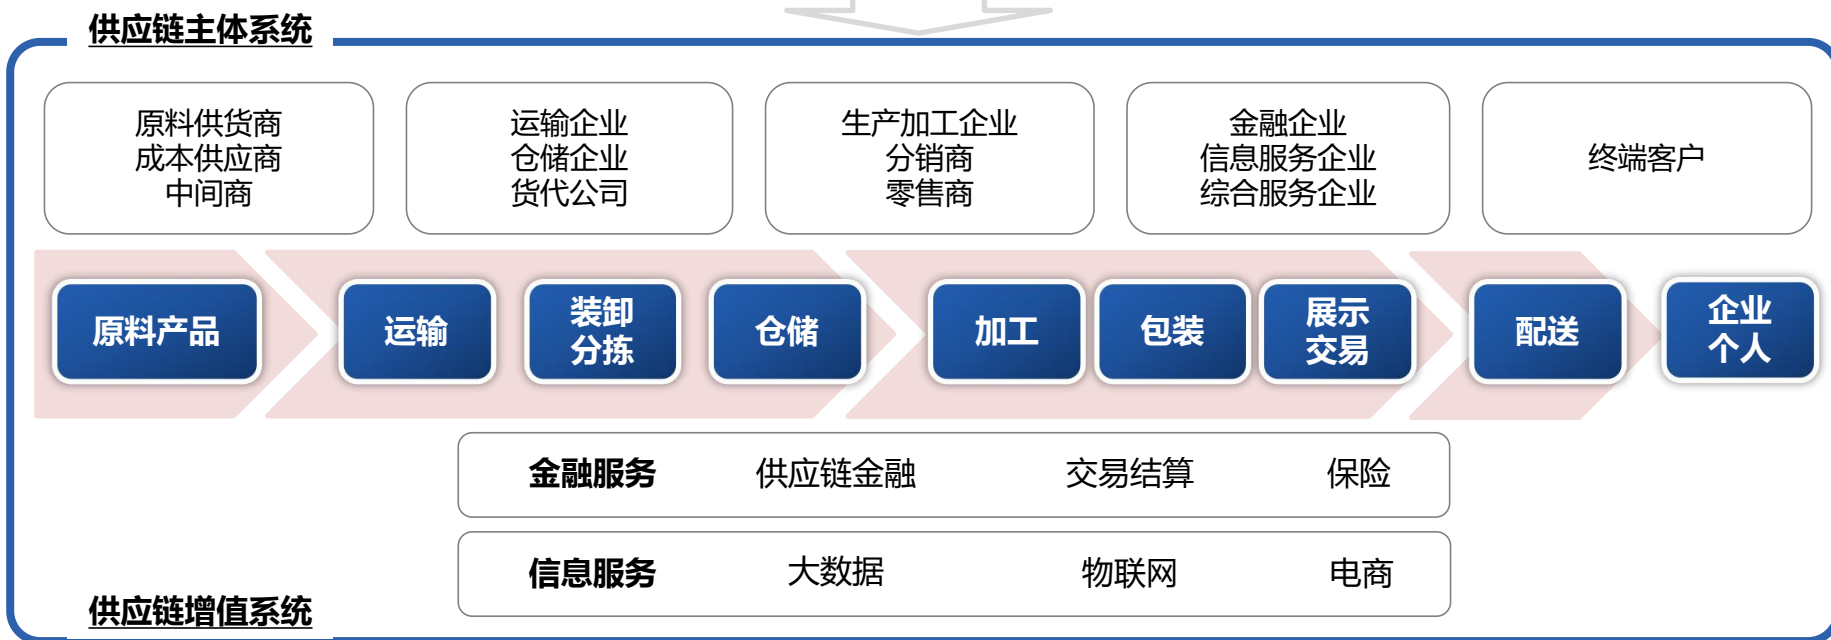 供应链主体系统
原料供货商
成本供应商
中间商
运输企业
仓储企业
货代公司
生产加工企业
分销商
零售商
金融企业
信息服务企业
综合服务企业
终端客户
原料产品
运输
装卸
分拣
仓储
加工
包装
展示
交易
配送
企业
个人
金融服务 供应链金融 交易结算 保险
信息服务 大数据 物联网 电商
供应链增值系统